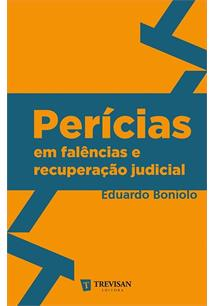 Perícias
em falências e
recuperação judicial
Eduardo Boniolo
TREVISAN
EDITORA